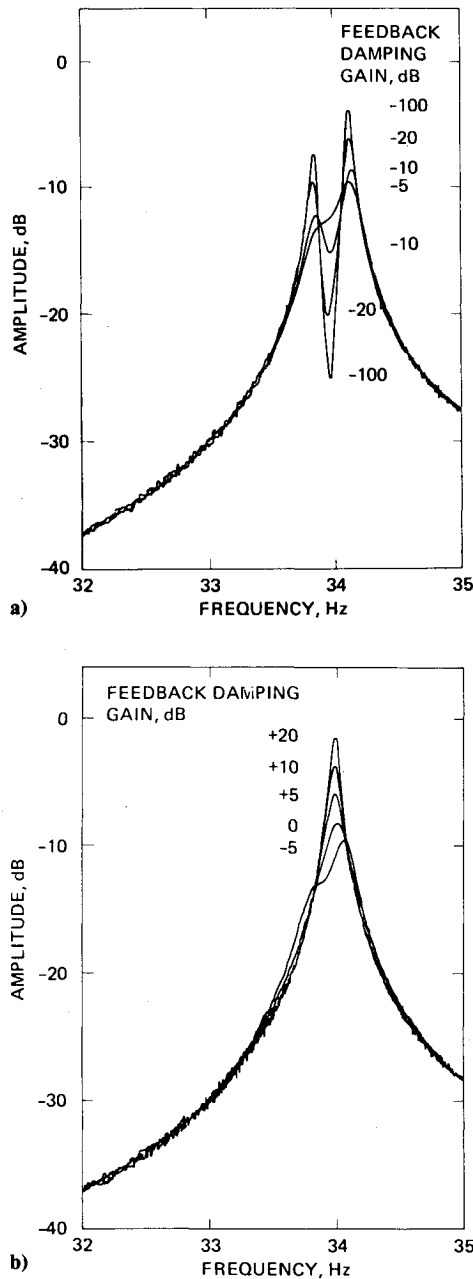 FEEDBACK
DAMPING
GAIN, dB
0
-100
-20
-10
-5
-10
-10
-20
-20
-100
-30
-40
32
33
34
35
AMPLITUDE, dB
FREQUENCY, Hz
a)
FEEDBACK DAMPING
GAIN, dB
0
+20
+10
+5
0
-5
-10
-20
-30
-40
32
33
34
35
AMPLITUDE, dB
FREQUENCY, Hz
b)